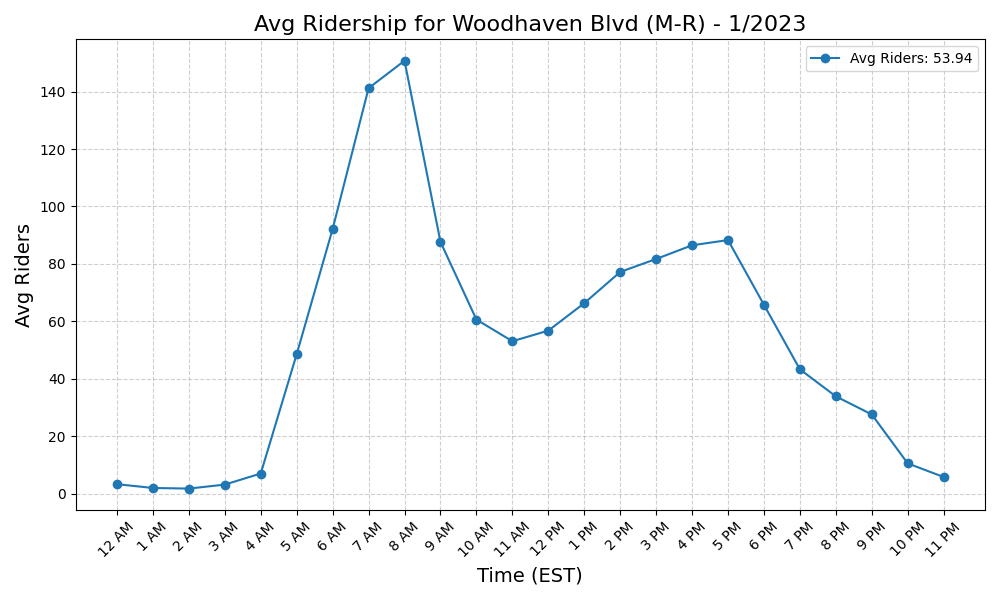 Avg Ridership for Woodhaven Blvd (M-R) - 1/2023
Avg Riders: 53.94
Avg Riders
140
120
100
80
60
40
20
0
12 AM
1 AM
2 AM
3 AM
4 AM
5 AM
6 AM
7 AM
8 AM
9 AM
10 AM
11 AM
12 PM
1 PM
2 PM
3 PM
4 PM
5 PM
6 PM
7 PM
8 PM
9 PM
10 PM
11 PM
Time (EST)